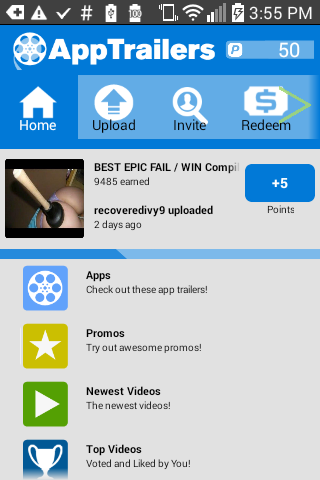 3:55 PM
AppTrailers
P 50
Home
Upload
Invite
$
Redeem
BEST EPIC FAIL / WIN Compil
9485 earned
recoveredivy9 uploaded
2 days ago
+5
Points
Apps
Check out these app trailers!
Promos
Try out awesome promos!
Newest Videos
The newest videos!
Top Videos
Voted and Liked by You!